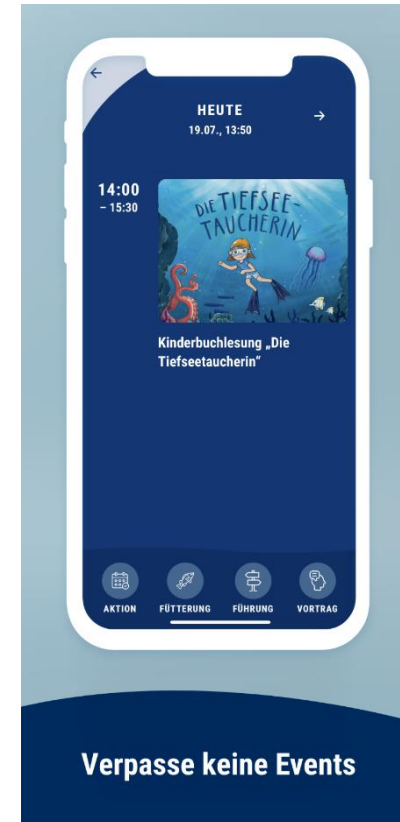 HEUTE
19.07., 13:50
14:00
– 15:30
DIE TIEFSEE-
TAUCHERIN
Kinderbuchlesung „Die
Tiefseetaucherin“
AKTION FÜTTERUNG FÜHRUNG VORTRAG
Verpasse keine Events